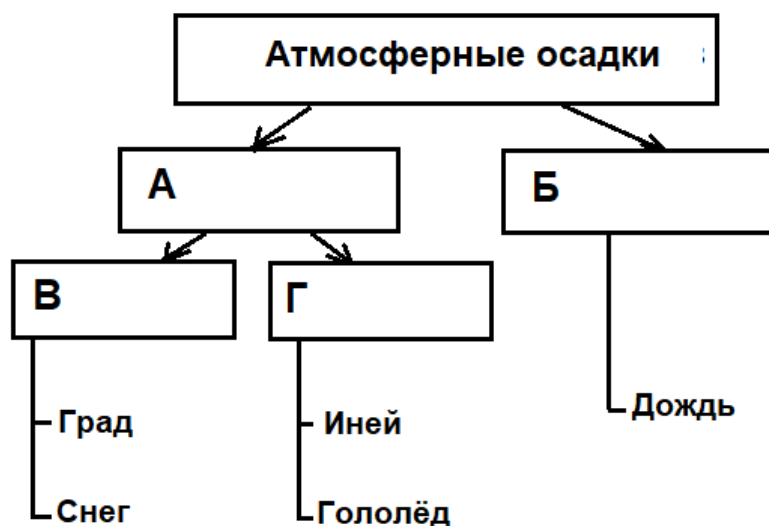 Атмосферные осадки
А
Б
В
Г
Град
Иней
Дождь
Снег
Гололёд